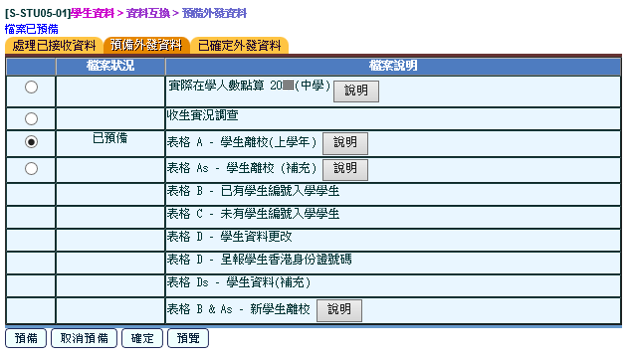 [S-STU05-01]學生資料 > 資料互換 > 預備外發資料
檔案已預備
處理已接收資料 預備外發資料 已確定外發資料
檔案狀況 檔案說明
實際在學人數點算 20 (中學) 說明
收生實況調查
已預備 表格 A - 學生離校(上學年) 說明
表格 As - 學生離校 (補充) 說明
表格 B - 已有學生編號入學學生
表格 C - 未有學生編號入學學生
表格 D - 學生資料更改
表格 D - 呈報學生香港身份證號碼
表格 Ds - 學生資料(補充)
表格 B & As - 新學生離校 說明
預備 取消預備 確定 預覽